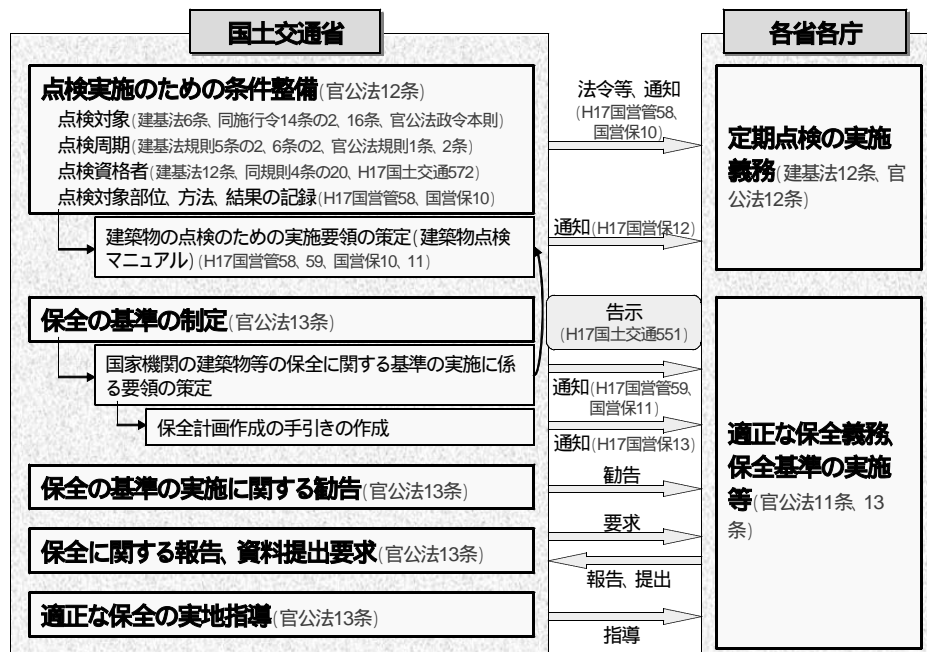 国土交通省
点検実施のための条件整備(官公法12条)
点検対象(建基法6条、同施行令14条の2、16条、官公法政令本則)
点検周期(建基法規則5条の2、6条の2、官公法規則1条、2条)
点検資格者(建基法12条、同規則4条の20、H17国土交通572)
点検対象部位、方法、結果の記録(H17国営管58、国営保10)
建築物の点検のための実施要領の策定(建築物点検
マニュアル)(H17国営管58、59、国営保10、11)
保全の基準の制定(官公法13条)
国家機関の建築物等の保全に関する基準の実施に係
る要領の策定
保全計画作成の手引きの作成
保全の基準の実施に関する勧告(官公法13条)
保全に関する報告、資料提出要求(官公法13条)
適正な保全の実地指導(官公法13条)
法令等、通知
(H17国営管58、
国営保10)
通知(H17国営保12)
告示
(H17国土交通551)
通知(H17国営管59、
国営保11)
通知(H17国営保13)
勧告
要求
報告、提出
指導
各省各庁
定期点検の実施
義務(建基法12条、官
公法12条)
適正な保全義務、
保全基準の実施
等(官公法11条、13
条)